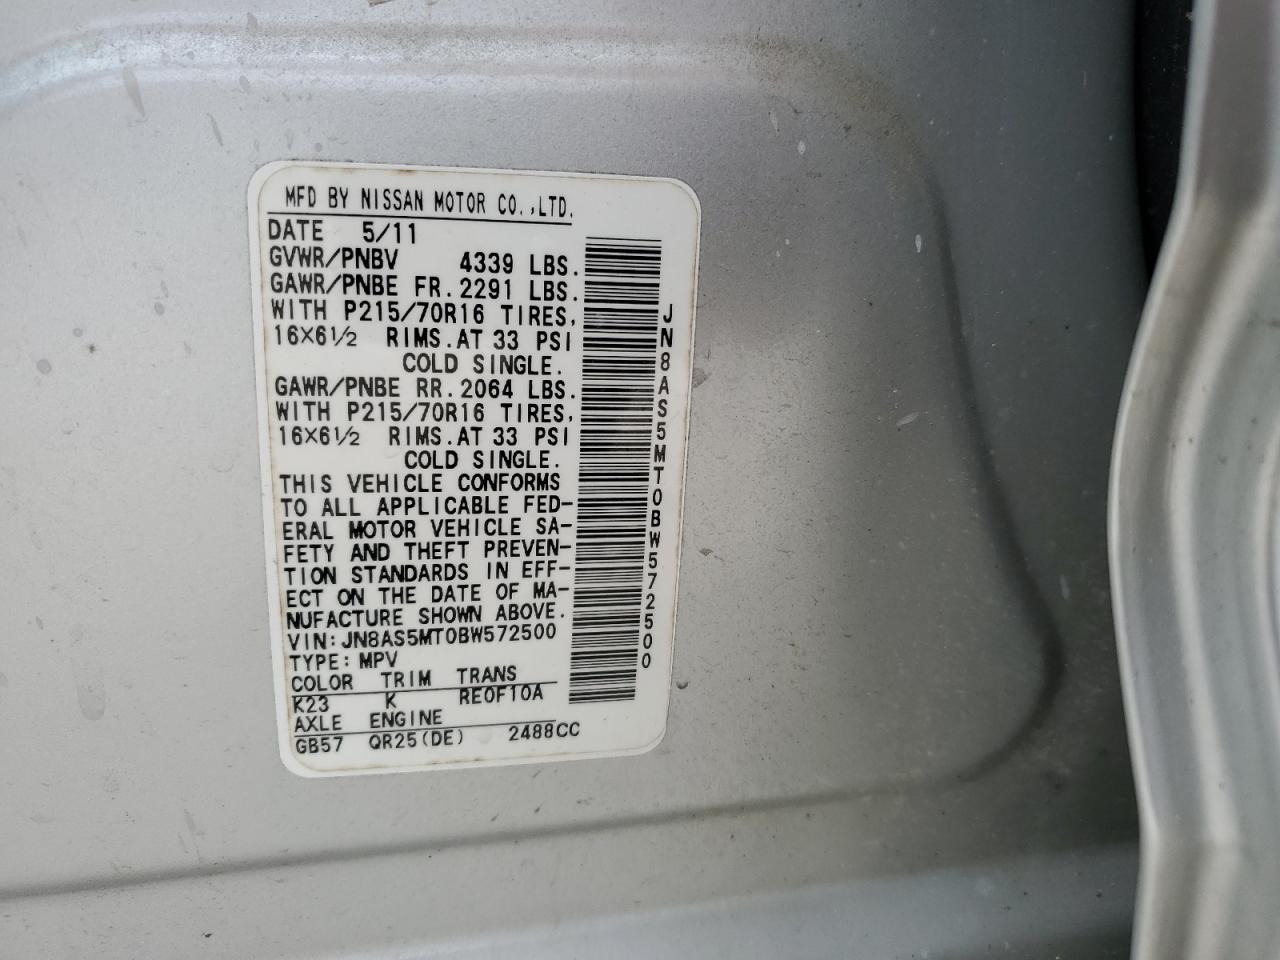 MFD BY NISSAN MOTOR CO.,LTD.
DATE 5/11
GVWR/PNBV 4339 LBS.
GAWR/PNBE FR.2291 LBS.
WITH P215/70R16 TIRES,
16×6½ RIMS.AT 33 PSI
COLD SINGLE.
GAWR/PNBE RR.2064 LBS.
WITH P215/70R16 TIRES,
16×6½ RIMS.AT 33 PSI
COLD SINGLE.
THIS VEHICLE CONFORMS
TO ALL APPLICABLE FED-
ERAL MOTOR VEHICLE SA-
FETY AND THEFT PREVEN-
TION STANDARDS IN EFF-
ECT ON THE DATE OF MA-
NUFACTURE SHOWN ABOVE.
VIN:JN8AS5MT0BW572500
TYPE:MPV
COLOR TRIM TRANS
K23 K RE0F10A
AXLE ENGINE
GB57 QR25(DE) 2488CC
JN8AS5MT0BW572500